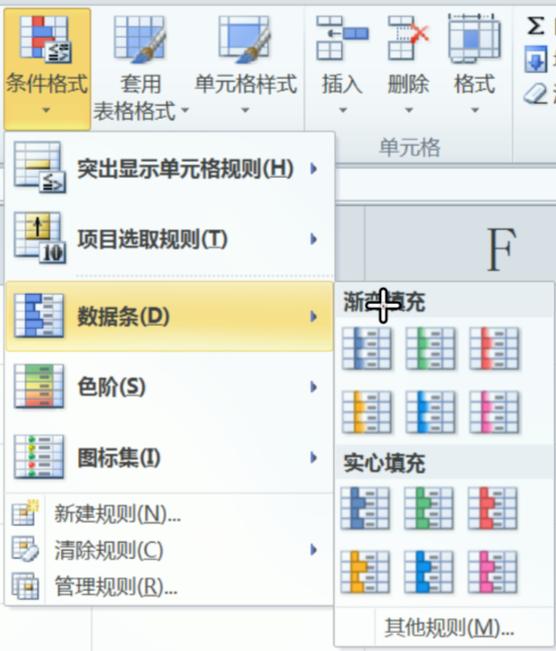 条件格式
套用
表格格式
单元格样式
插入
删除
格式
Σ
单元格
突出显示单元格规则(H)
项目选取规则(T)
F
数据条(D)
渐变填充
色阶(S)
图标集(I)
实心填充
新建规则(N)...
清除规则(C)
管理规则(R)...
其他规则(M)...